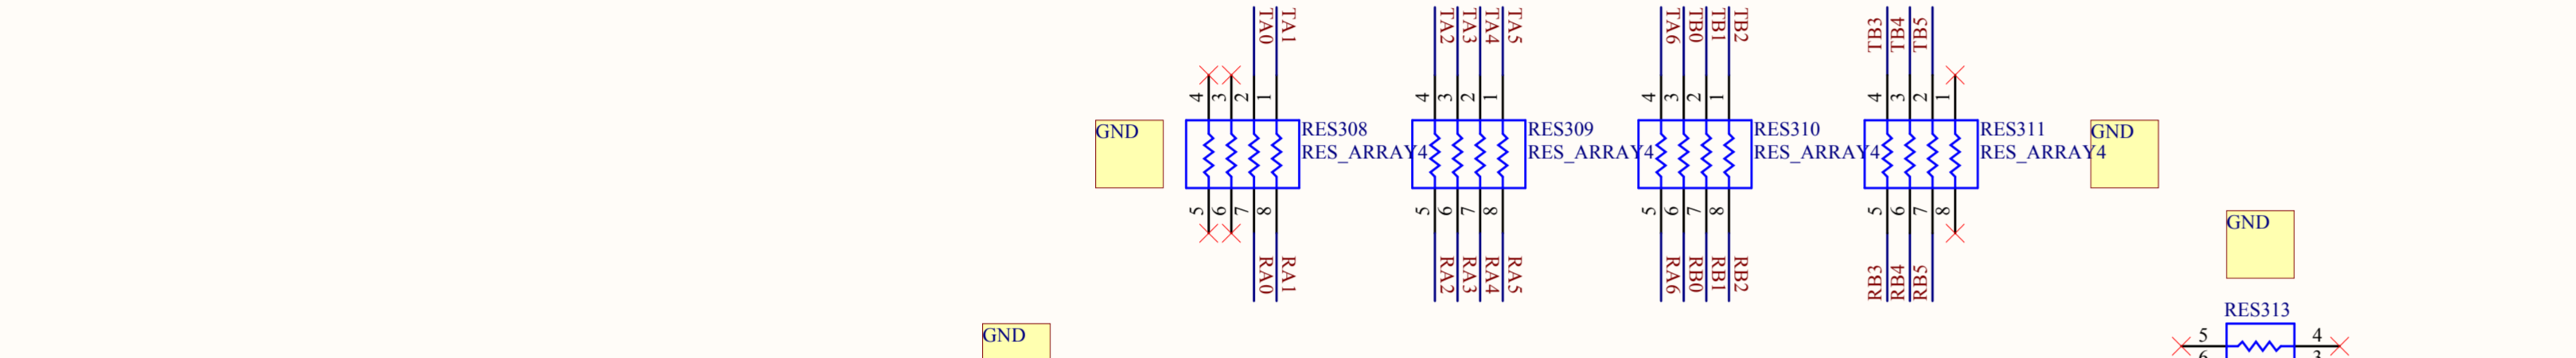 TA0 TA1 TA2 TA3 TA4 TA5 TA6 TB0 TB1 TB2 TB3 TB4 TB5
4 3 2 1 4 3 2 1 4 3 2 1 4 3 2 1
GND RES308 RES309 RES310 RES311 GND
RES_ARRAY4 RES_ARRAY4 RES_ARRAY4 RES_ARRAY4
5 6 7 8 5 6 7 8 5 6 7 8 5 6 7 8
GND
RA0 RA1 RA2 RA3 RA4 RA5 RA6 RB0 RB1 RB2 RB3 RB4 RB5
RES313
GND 5 4
6 3